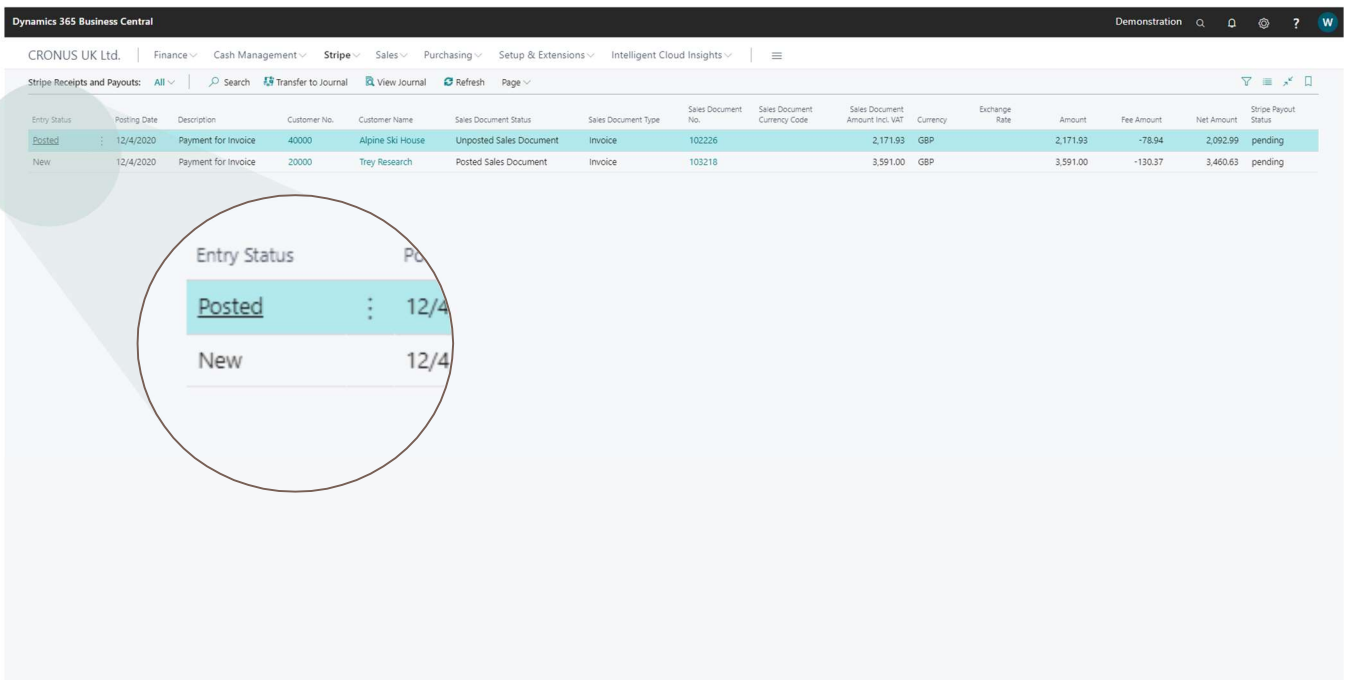 Dynamics 365 Business Central
Demonstration ? W
CRONUS UK Ltd. Finance Cash Management Stripe Sales Purchasing Setup & Extensions Intelligent Cloud Insights
Stripe Receipts and Payouts: All Search Transfer to Journal View Journal Refresh Page
Entry Status Posting Date Description Customer No. Customer Name Sales Document Status Sales Document Type Sales Document No. Sales Document Currency Code Sales Document Amount Incl. VAT Currency Exchange Rate Amount Fee Amount Net Amount Stripe Payout Status
Posted 12/4/2020 Payment for Invoice 40000 Alpine Ski House Unposted Sales Document Invoice 102226 2,171.93 GBP 2,171.93 -78.94 2,092.99 pending
New 12/4/2020 Payment for Invoice 20000 Trey Research Posted Sales Document Invoice 103218 3,591.00 GBP 3,591.00 -130.37 3,460.63 pending
Entry Status Po
Posted 12/4
New 12/4